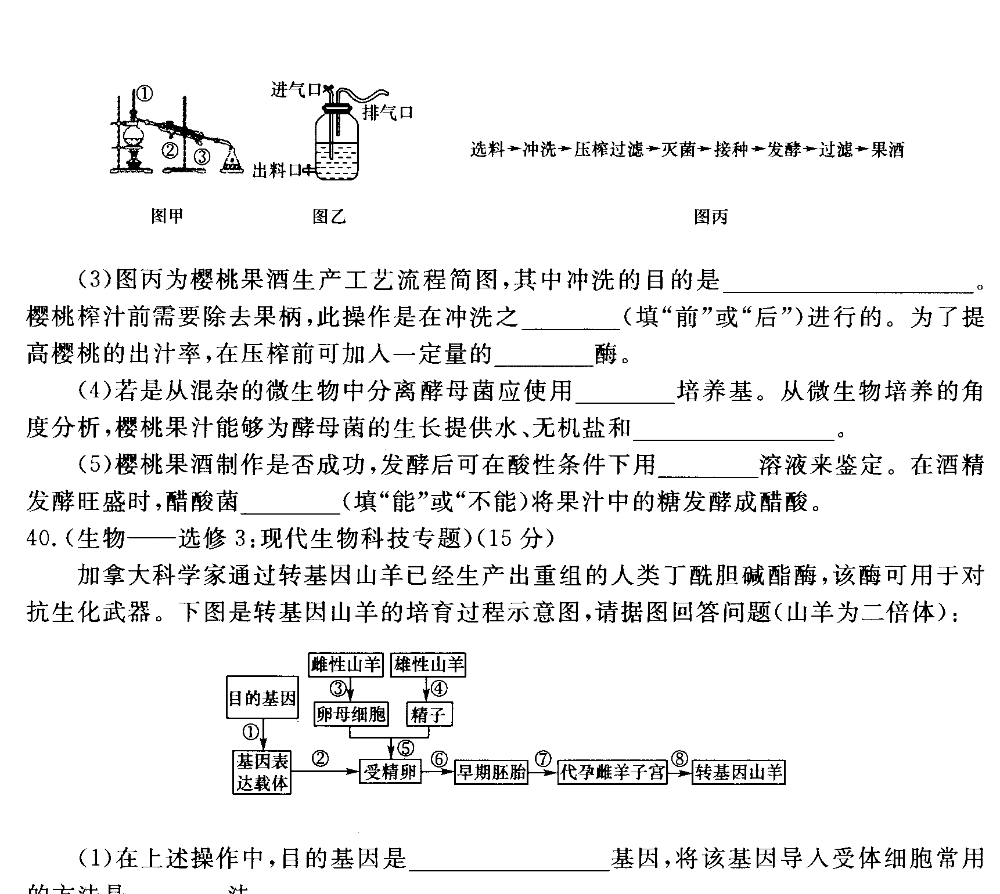 ①
②
③
进气口
排气口
出料口
选料→冲洗→压榨过滤→灭菌→接种→发酵→过滤→果酒
图甲 图乙 图丙
(3)图丙为樱桃果酒生产工艺流程简图,其中冲洗的目的是____________________。
樱桃榨汁前需要除去果柄,此操作是在冲洗之________(填“前”或“后”)进行的。为了提
高樱桃的出汁率,在压榨前可加入一定量的________酶。
(4)若是从混杂的微生物中分离酵母菌应使用________培养基。从微生物培养的角
度分析,樱桃果汁能够为酵母菌的生长提供水、无机盐和________________。
(5)樱桃果酒制作是否成功,发酵后可在酸性条件下用________溶液来鉴定。在酒精
发酵旺盛时,醋酸菌________(填“能”或“不能)将果汁中的糖发酵成醋酸。
40.(生物——选修3:现代生物科技专题)(15分)
加拿大科学家通过转基因山羊已经生产出重组的人类丁酰胆碱酯酶,该酶可用于对
抗生化武器。下图是转基因山羊的培育过程示意图,请据图回答问题(山羊为二倍体):
雌性山羊 雄性山羊
③ ④
目的基因
卵母细胞 精子
①
⑤
基因表
达载体
② 受精卵 ⑥ 早期胚胎 ⑦ 代孕雌羊子宫 ⑧ 转基因山羊
(1)在上述操作中,目的基因是________________基因,将该基因导入受体细胞常用
的方法是________法